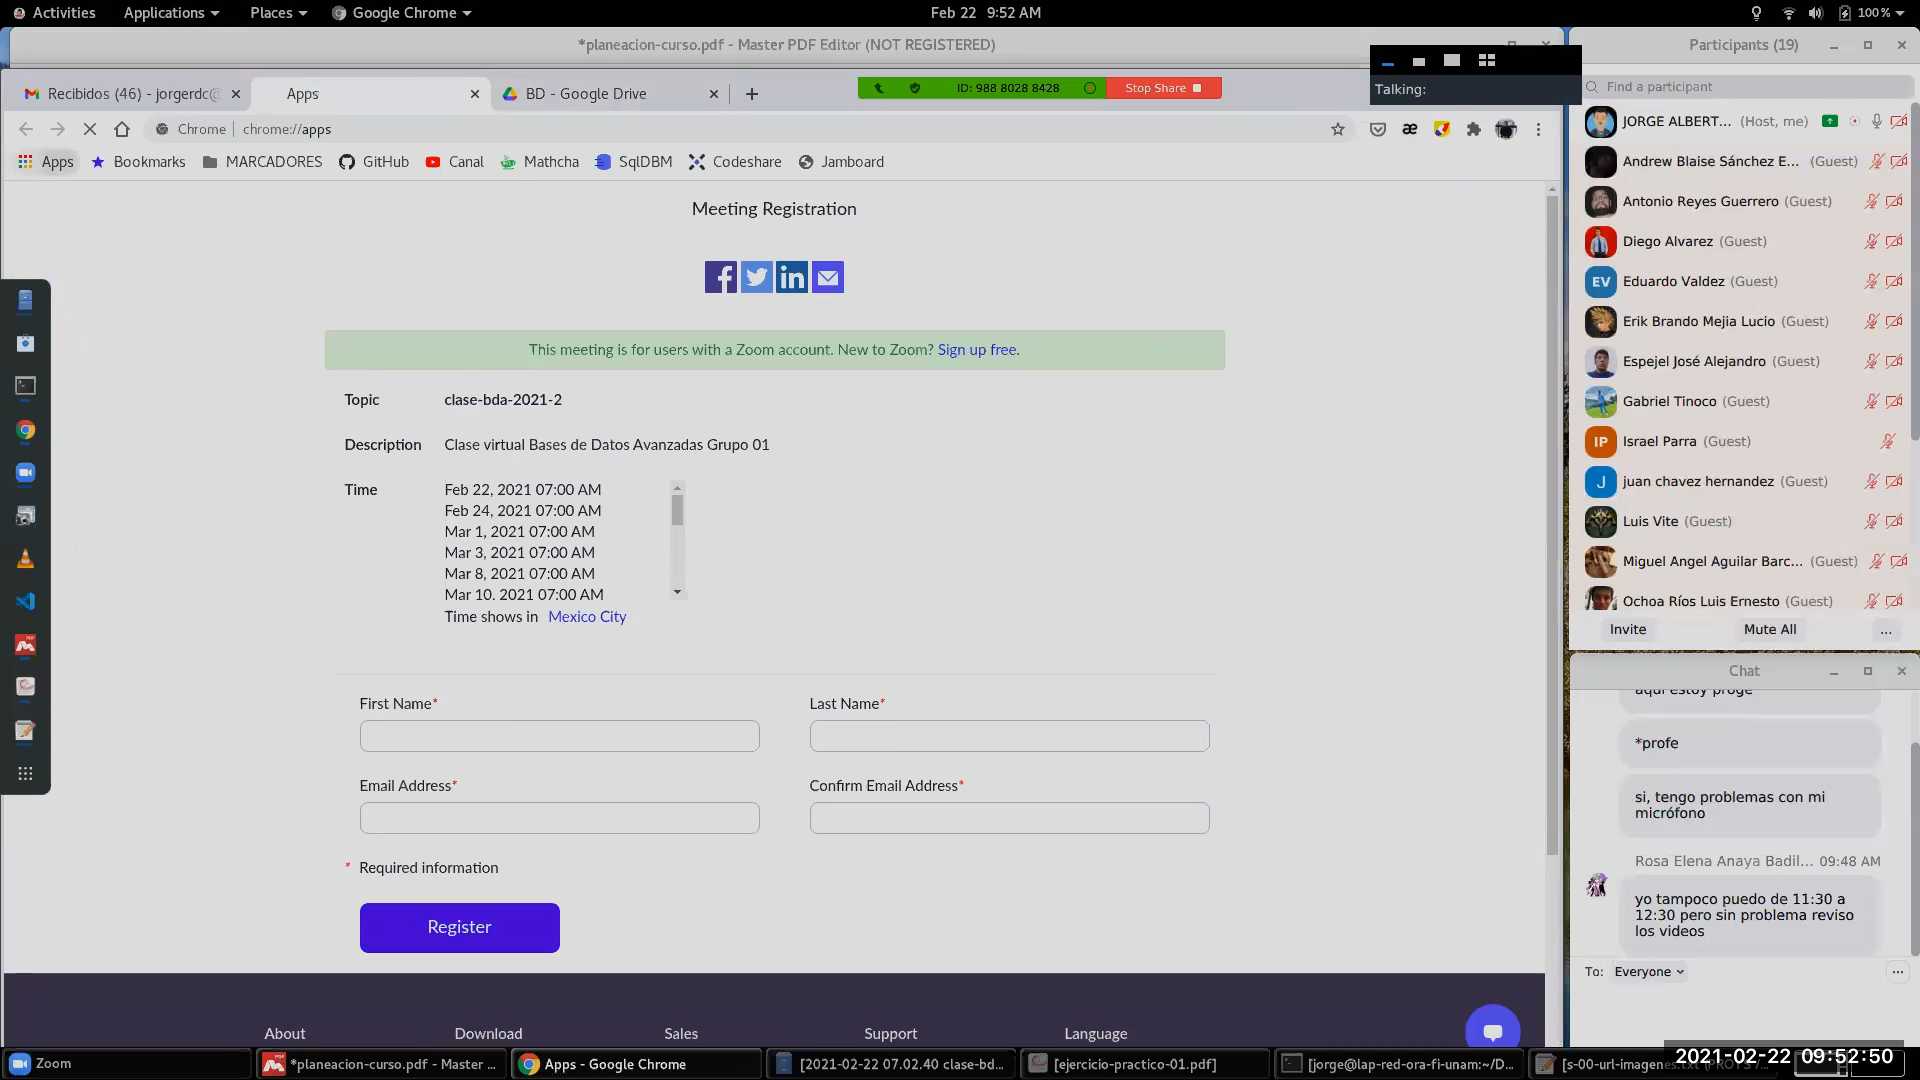 Activities
Applications
Places
Google Chrome
Feb 22 9:52 AM
100%
*planeacion-curso.pdf - Master PDF Editor (NOT REGISTERED)
Recibidos (46) - jorgerdc@
Apps
BD - Google Drive
ID: 988 8028 8428
Stop Share
Talking:
Chrome
chrome://apps
Apps
Bookmarks
MARCADORES
GitHub
Canal
Mathcha
SqlDBM
Codeshare
Jamboard
Meeting Registration
This meeting is for users with a Zoom account. New to Zoom? Sign up free.
Topic
clase-bda-2021-2
Description
Clase virtual Bases de Datos Avanzadas Grupo 01
Time
Feb 22, 2021 07:00 AM
Feb 24, 2021 07:00 AM
Mar 1, 2021 07:00 AM
Mar 3, 2021 07:00 AM
Mar 8, 2021 07:00 AM
Mar 10, 2021 07:00 AM
Time shows in Mexico City
First Name*
Last Name*
Email Address*
Confirm Email Address*
* Required information
Register
About
Download
Sales
Support
Language
Participants (19)
Find a participant
JORGE ALBERT... (Host, me)
Andrew Blaise Sánchez E... (Guest)
Antonio Reyes Guerrero (Guest)
Diego Alvarez (Guest)
EV
Eduardo Valdez (Guest)
Erik Brando Mejia Lucio (Guest)
Espejel José Alejandro (Guest)
Gabriel Tinoco (Guest)
IP
Israel Parra (Guest)
J
juan chavez hernandez (Guest)
Luis Vite (Guest)
Miguel Angel Aguilar Barc... (Guest)
Ochoa Ríos Luis Ernesto (Guest)
Invite
Mute All
...
Chat
aqui estoy proge
*profe
si, tengo problemas con mi
micrófono
Rosa Elena Anaya Badil... 09:48 AM
yo tampoco puedo de 11:30 a
12:30 pero sin problema reviso
los videos
To: Everyone
...
Zoom
*planeacion-curso.pdf - Master ...
Apps - Google Chrome
[2021-02-22 07.02.40 clase-bd...
[ejercicio-practico-01.pdf]
[jorge@lap-red-ora-fi-unam:~/D...
[s-00-url-imagenes.txt
2021-02-22 09:52:50